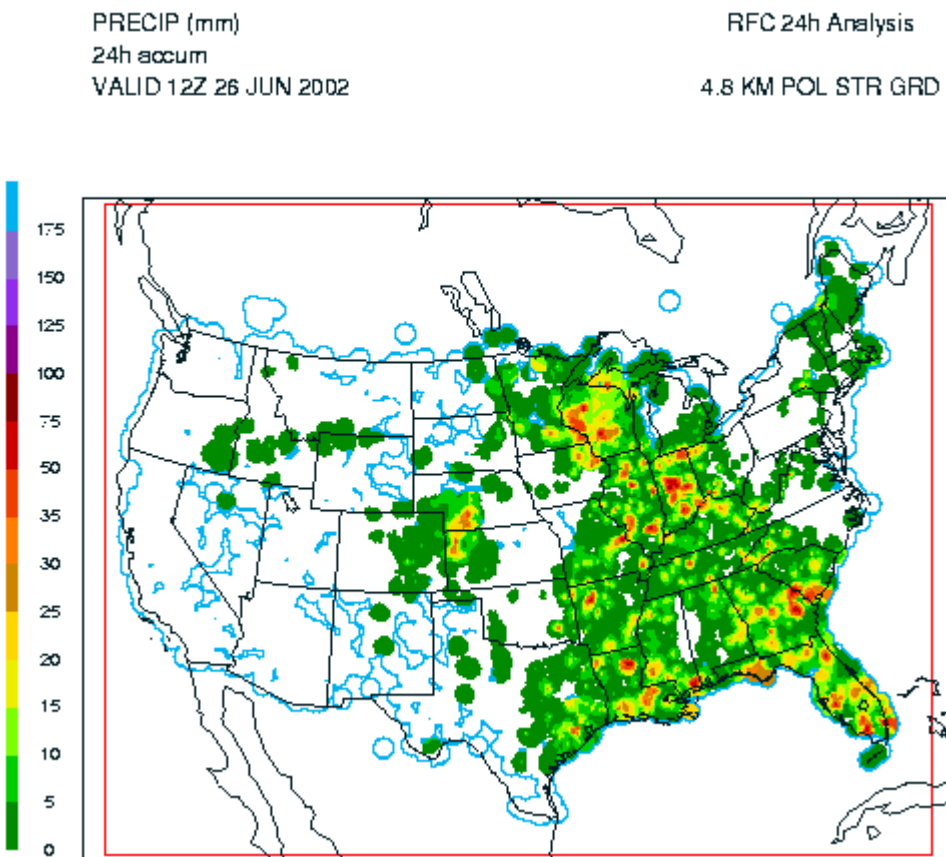 PRECIP (mm)
RFC 24h Analysis
24h accum
VALID 12Z 26 JUN 2002
4.8 KM POL STR GRD
175
150
125
100
75
50
35
30
25
20
15
10
5
0